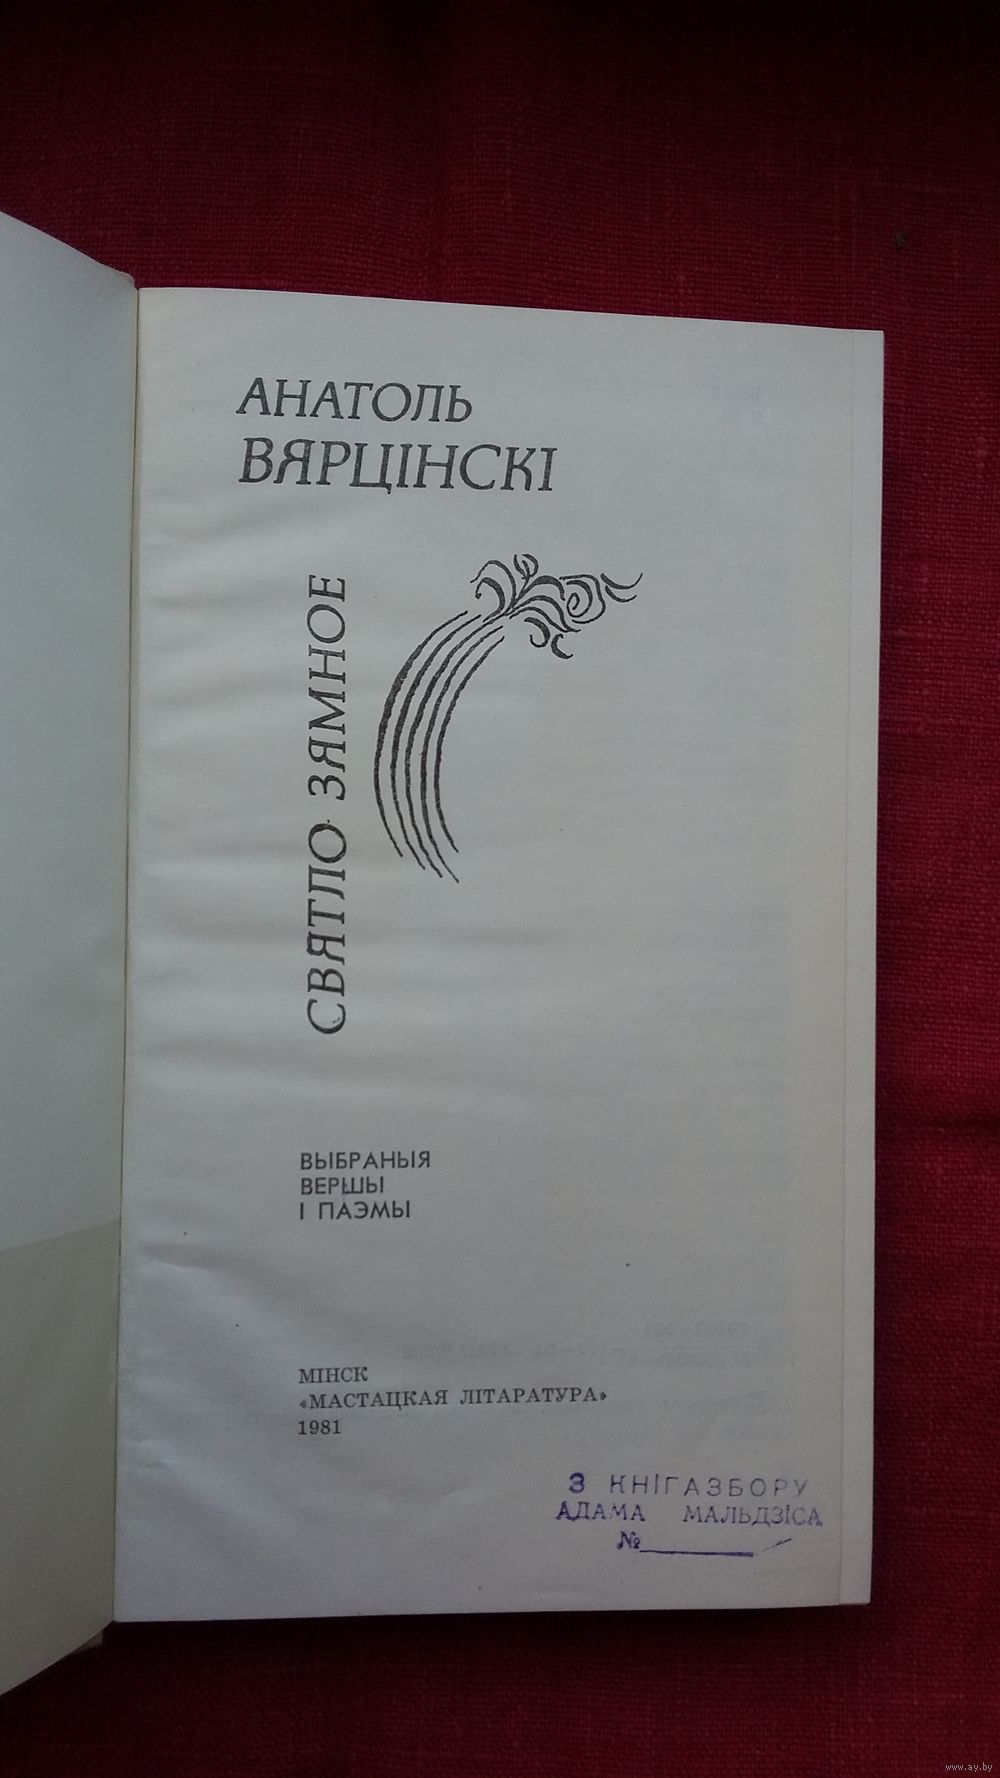 АНАТОЛЬ
ВЯРЦІНСКІ
СВЯТЛО ЗЯМНОЕ
ВЫБРАНЫЯ
ВЕРШЫ
І ПАЭМЫ
МІНСК
«МАСТАЦКАЯ ЛІТАРАТУРА»
1981
З КНІГАЗБОРУ
АДАМА МАЛЬДЗІСА
№
www.ay.by